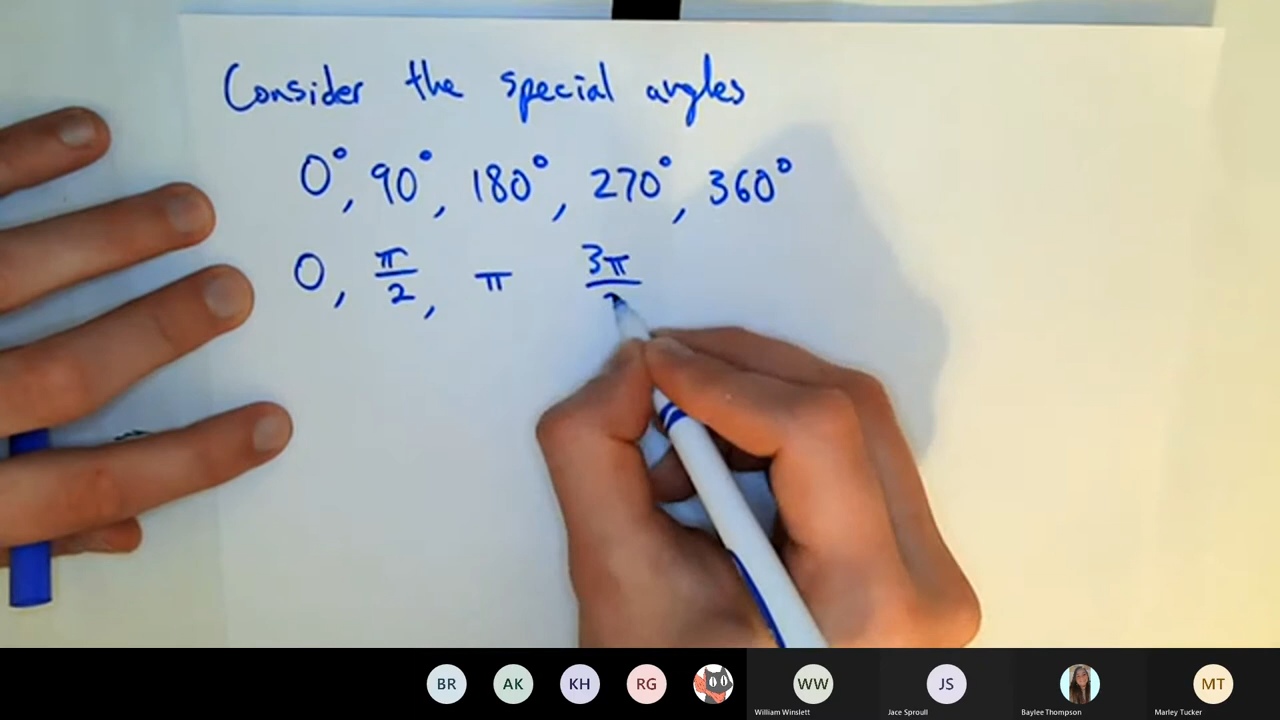 Consider the special angles
0°, 90°, 180°, 270°, 360°
0, π/2, π 3π/2
BR AK KH RG WW JS MT
William Winslett Jace Sproull Baylee Thompson Marley Tucker